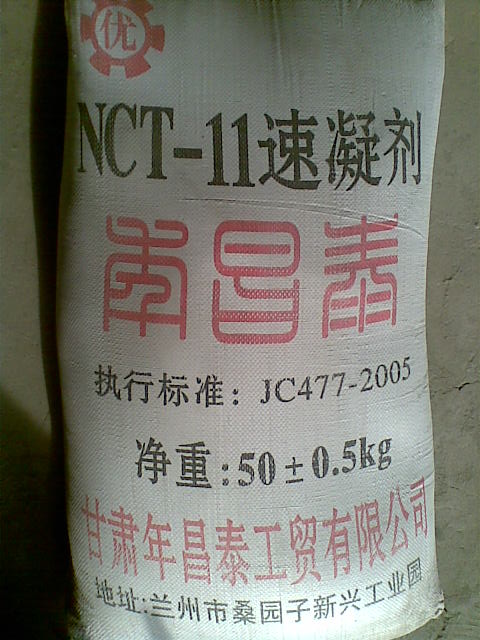 优
NCT-11速凝剂
年昌泰
执行标准：JC477-2005
净重:50±0.5kg
甘肃年昌泰工贸有限公司
地址:兰州市桑园子新兴工业园